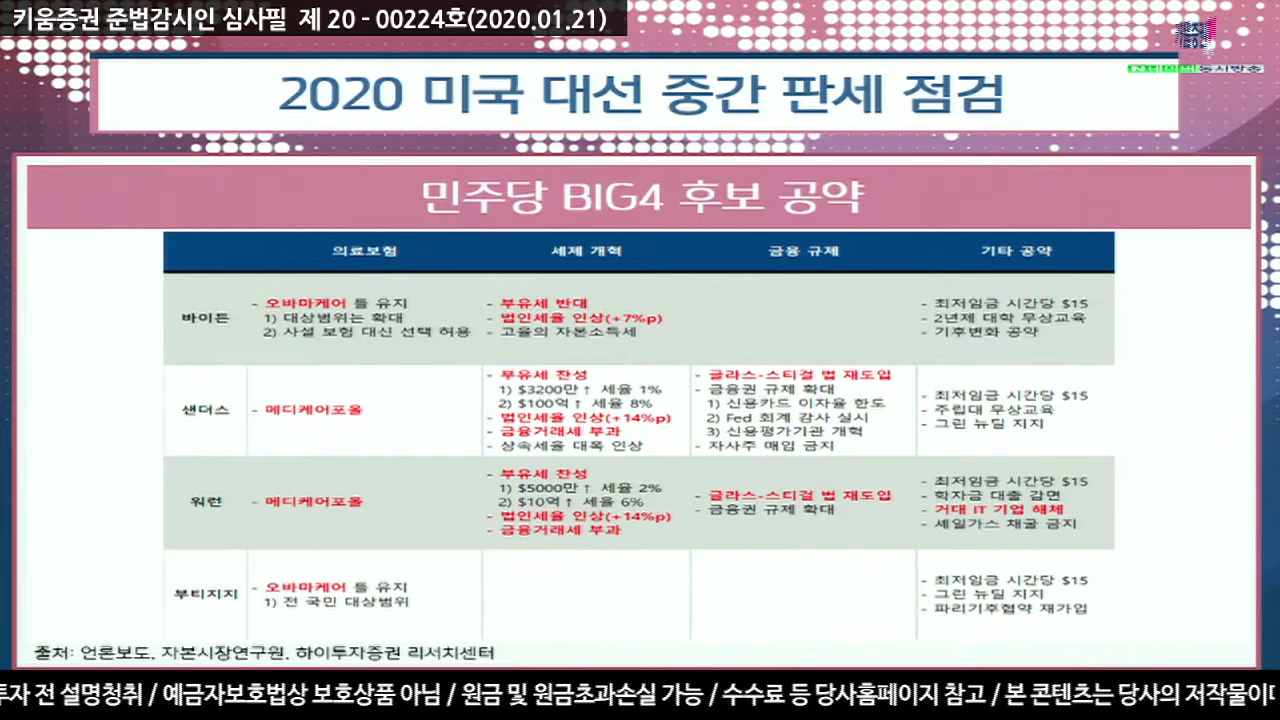 키움증권 준법감시인 심사필 제 20 - 00224호(2020.01.21)
N 네이버 동시방송
2020 미국 대선 중간 판세 점검
민주당 BIG4 후보 공약
의료보험 세제 개혁 금융 규제 기타 공약
바이든
- 오바마케어 틀 유지
1) 대상범위는 확대
2) 사설 보험 대신 선택 허용
- 부유세 반대
- 법인세율 인상(+7%p)
- 고율의 자본소득세
- 최저임금 시간당 $15
- 2년제 대학 무상교육
- 기후변화 공약
샌더스
- 메디케어포올
- 부유세 찬성
1) $3200만↑ 세율 1%
2) $100억↑ 세율 8%
- 법인세율 인상(+14%p)
- 금융거래세 부과
- 상속세율 대폭 인상
- 글라스-스티걸 법 재도입
- 금융권 규제 확대
1) 신용카드 이자율 한도
2) Fed 회계 감사 실시
3) 신용평가기관 개혁
- 자사주 매입 금지
- 최저임금 시간당 $15
- 주립대 무상교육
- 그린 뉴딜 지지
워런
- 메디케어포올
- 부유세 찬성
1) $5000만↑ 세율 2%
2) $10억↑ 세율 6%
- 법인세율 인상(+14%p)
- 금융거래세 부과
- 글라스-스티걸 법 재도입
- 금융권 규제 확대
- 최저임금 시간당 $15
- 학자금 대출 감면
- 거대 IT 기업 해체
- 셰일가스 채굴 금지
부티지지
- 오바마케어 틀 유지
1) 전 국민 대상범위
- 최저임금 시간당 $15
- 그린 뉴딜 지지
- 파리기후협약 재가입
출처: 언론보도, 자본시장연구원, 하이투자증권 리서치센터
투자 전 설명청취 / 예금자보호법상 보호상품 아님 / 원금 및 원금초과손실 가능 / 수수료 등 당사홈페이지 참고 / 본 콘텐츠는 당사의 저작물이